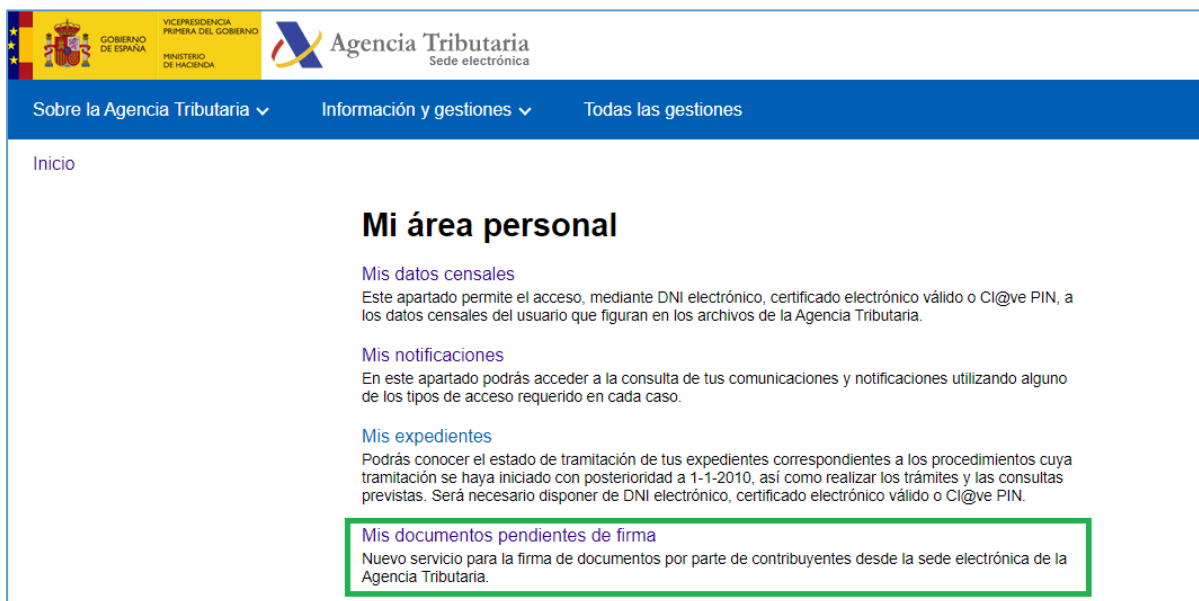 GOBIERNO
DE ESPAÑA
VICEPRESIDENCIA
PRIMERA DEL GOBIERNO
MINISTERIO
DE HACIENDA
Agencia Tributaria
Sede electrónica
Sobre la Agencia Tributaria
Información y gestiones
Todas las gestiones
Inicio
Mi área personal
Mis datos censales
Este apartado permite el acceso, mediante DNI electrónico, certificado electrónico válido o Cl@ve PIN, a
los datos censales del usuario que figuran en los archivos de la Agencia Tributaria.
Mis notificaciones
En este apartado podrás acceder a la consulta de tus comunicaciones y notificaciones utilizando alguno
de los tipos de acceso requerido en cada caso.
Mis expedientes
Podrás conocer el estado de tramitación de tus expedientes correspondientes a los procedimientos cuya
tramitación se haya iniciado con posterioridad a 1-1-2010, así como realizar los trámites y las consultas
previstas. Será necesario disponer de DNI electrónico, certificado electrónico válido o Cl@ve PIN.
Mis documentos pendientes de firma
Nuevo servicio para la firma de documentos por parte de contribuyentes desde la sede electrónica de la
Agencia Tributaria.